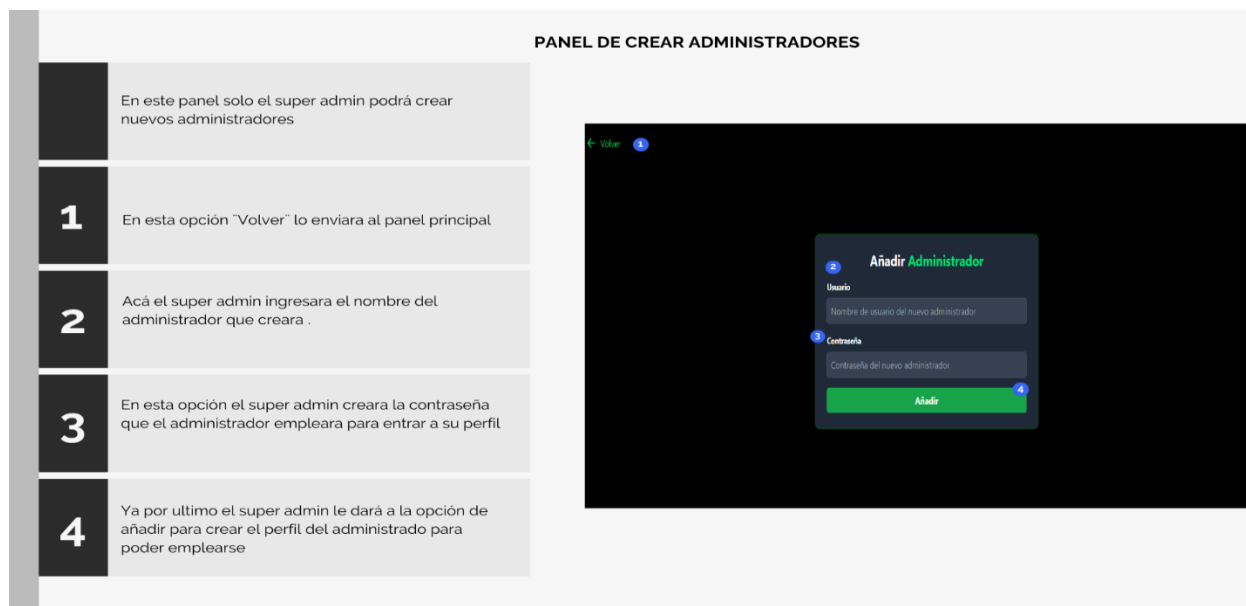 PANEL DE CREAR ADMINISTRADORES
En este panel solo el super admin podrá crear
nuevos administradores
1
En esta opción ¨Volver¨ lo enviara al panel principal
2
Acá el super admin ingresara el nombre del
administrador que creara .
3
En esta opción el super admin creara la contraseña
que el administrador empleara para entrar a su perfil
4
Ya por ultimo el super admin le dará a la opción de
añadir para crear el perfil del administrado para
poder emplearse
← Volver 1
Añadir Administrador
2
Usuario
Nombre de usuario del nuevo administrador
3 Contraseña
Contraseña del nuevo administrador
4
Añadir